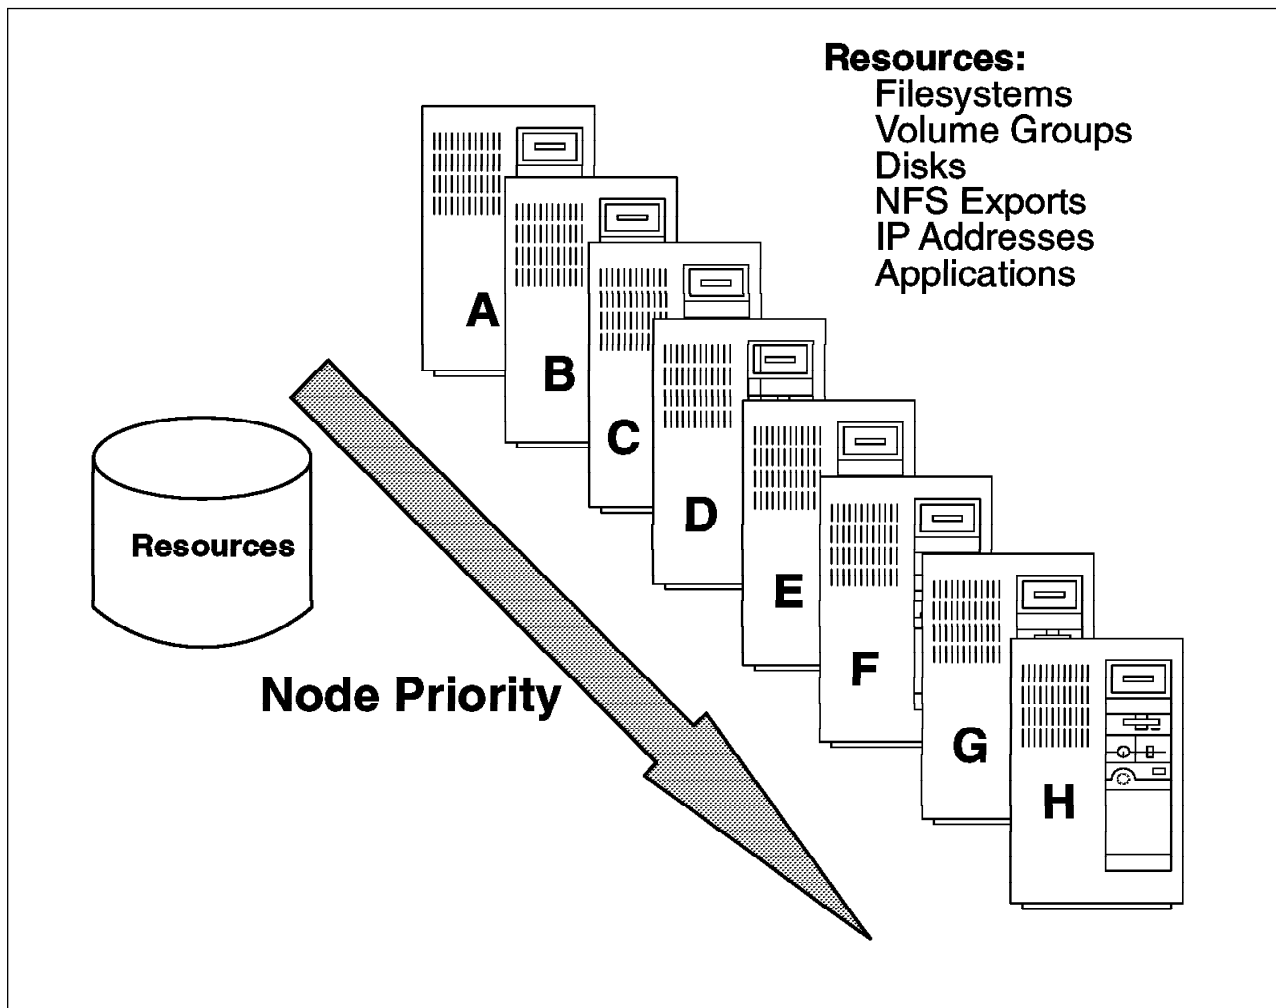 Resources:
Filesystems
Volume Groups
Disks
NFS Exports
IP Addresses
Applications
A
B
C
D
E
F
G
H
Resources
Node Priority